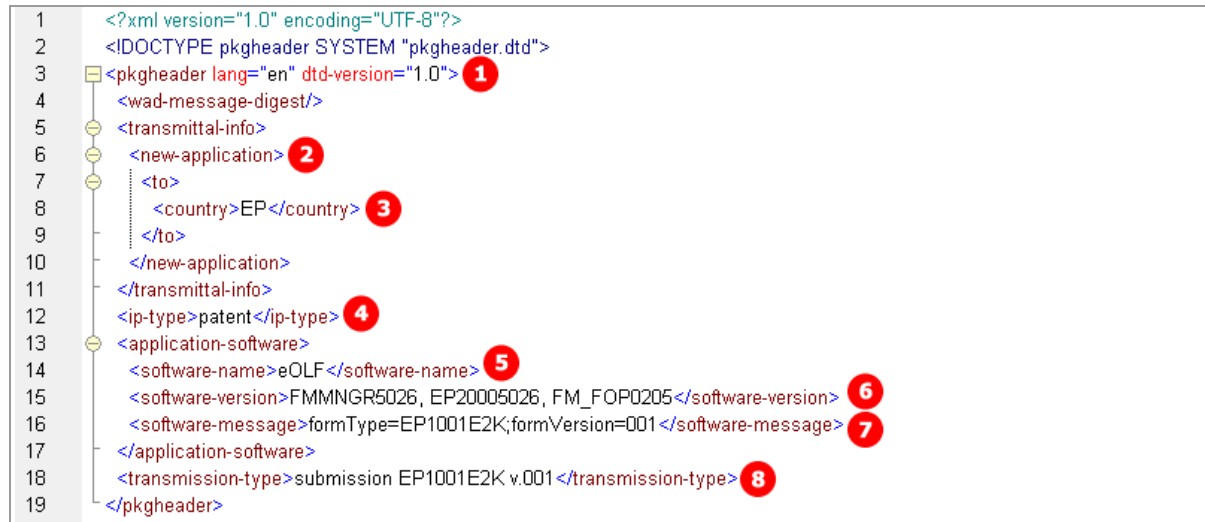 1 <?xml version="1.0" encoding="UTF-8"?>
2 <!DOCTYPE pkgheader SYSTEM "pkgheader.dtd">
3 <pkgheader lang="en" dtd-version="1.0"> 1
4 <wad-message-digest/>
5 <transmittal-info>
6 <new-application> 2
7 <to>
8 <country>EP</country> 3
9 </to>
10 </new-application>
11 </transmittal-info>
12 <ip-type>patent</ip-type> 4
13 <application-software>
14 <software-name>eOLF</software-name> 5
15 <software-version>FMMNGR5026, EP20005026, FM_FOP0205</software-version> 6
16 <software-message>formType=EP1001E2K;formVersion=001</software-message> 7
17 </application-software>
18 <transmission-type>submission EP1001E2K v.001</transmission-type> 8
19 </pkgheader>